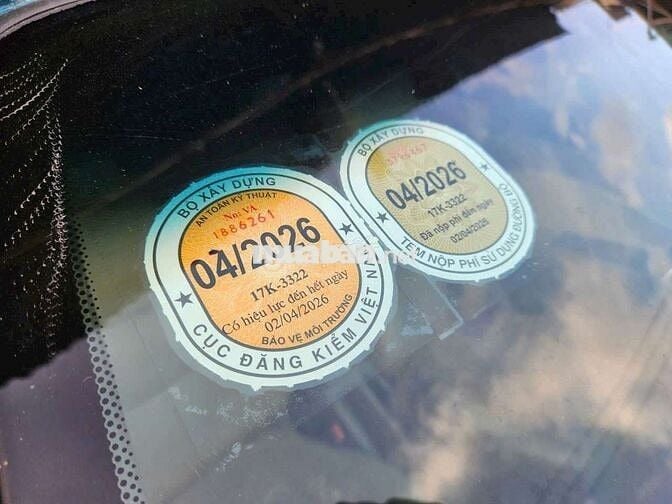 BỘ XÂY DỰNG
AN TOÀN KỸ THUẬT
No: VA
1886261
04/2026
17K-3322
Có hiệu lực đến hết ngày
02/04/2026
BẢO VỆ MÔI TRƯỜNG
CỤC ĐĂNG KIỂM VIỆT NAM
BỘ XÂY DỰNG
04/2026
17K-3322
Đã nộp phí đến ngày
02/04/2026
TEM NỘP PHÍ SỬ DỤNG ĐƯỜNG BỘ